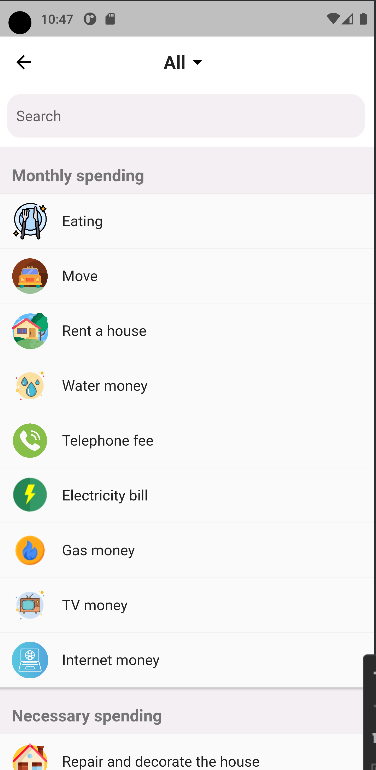 10:47
All
Search
Monthly spending
Eating
Move
Rent a house
Water money
Telephone fee
Electricity bill
Gas money
TV money
Internet money
Necessary spending
Repair and decorate the house